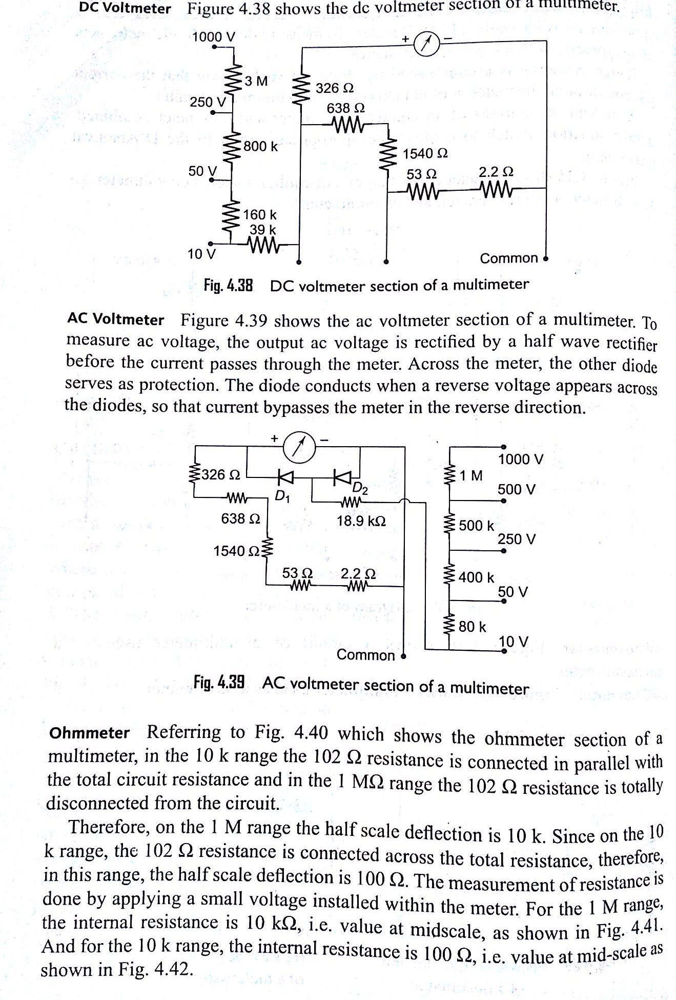 DC Voltmeter Figure 4.38 shows the dc voltmeter section of a multimeter.
1000 V
+ −
3 M
326 Ω
250 V
638 Ω
800 k
1540 Ω
50 V
53 Ω 2.2 Ω
160 k
39 k
10 V
Common
Fig. 4.38 DC voltmeter section of a multimeter
AC Voltmeter Figure 4.39 shows the ac voltmeter section of a multimeter. To
measure ac voltage, the output ac voltage is rectified by a half wave rectifier
before the current passes through the meter. Across the meter, the other diode
serves as protection. The diode conducts when a reverse voltage appears across
the diodes, so that current bypasses the meter in the reverse direction.
+ −
1000 V
326 Ω
1 M
D1
D2
500 V
638 Ω
18.9 kΩ
500 k
250 V
1540 Ω
53 Ω 2.2 Ω
400 k
50 V
80 k
10 V
Common
Fig. 4.39 AC voltmeter section of a multimeter
Ohmmeter Referring to Fig. 4.40 which shows the ohmmeter section of a
multimeter, in the 10 k range the 102 Ω resistance is connected in parallel with
the total circuit resistance and in the 1 MΩ range the 102 Ω resistance is totally
disconnected from the circuit.
Therefore, on the 1 M range the half scale deflection is 10 k. Since on the 10
k range, the 102 Ω resistance is connected across the total resistance, therefore,
in this range, the half scale deflection is 100 Ω. The measurement of resistance is
done by applying a small voltage installed within the meter. For the 1 M range,
the internal resistance is 10 kΩ, i.e. value at midscale, as shown in Fig. 4.41.
And for the 10 k range, the internal resistance is 100 Ω, i.e. value at mid-scale as
shown in Fig. 4.42.